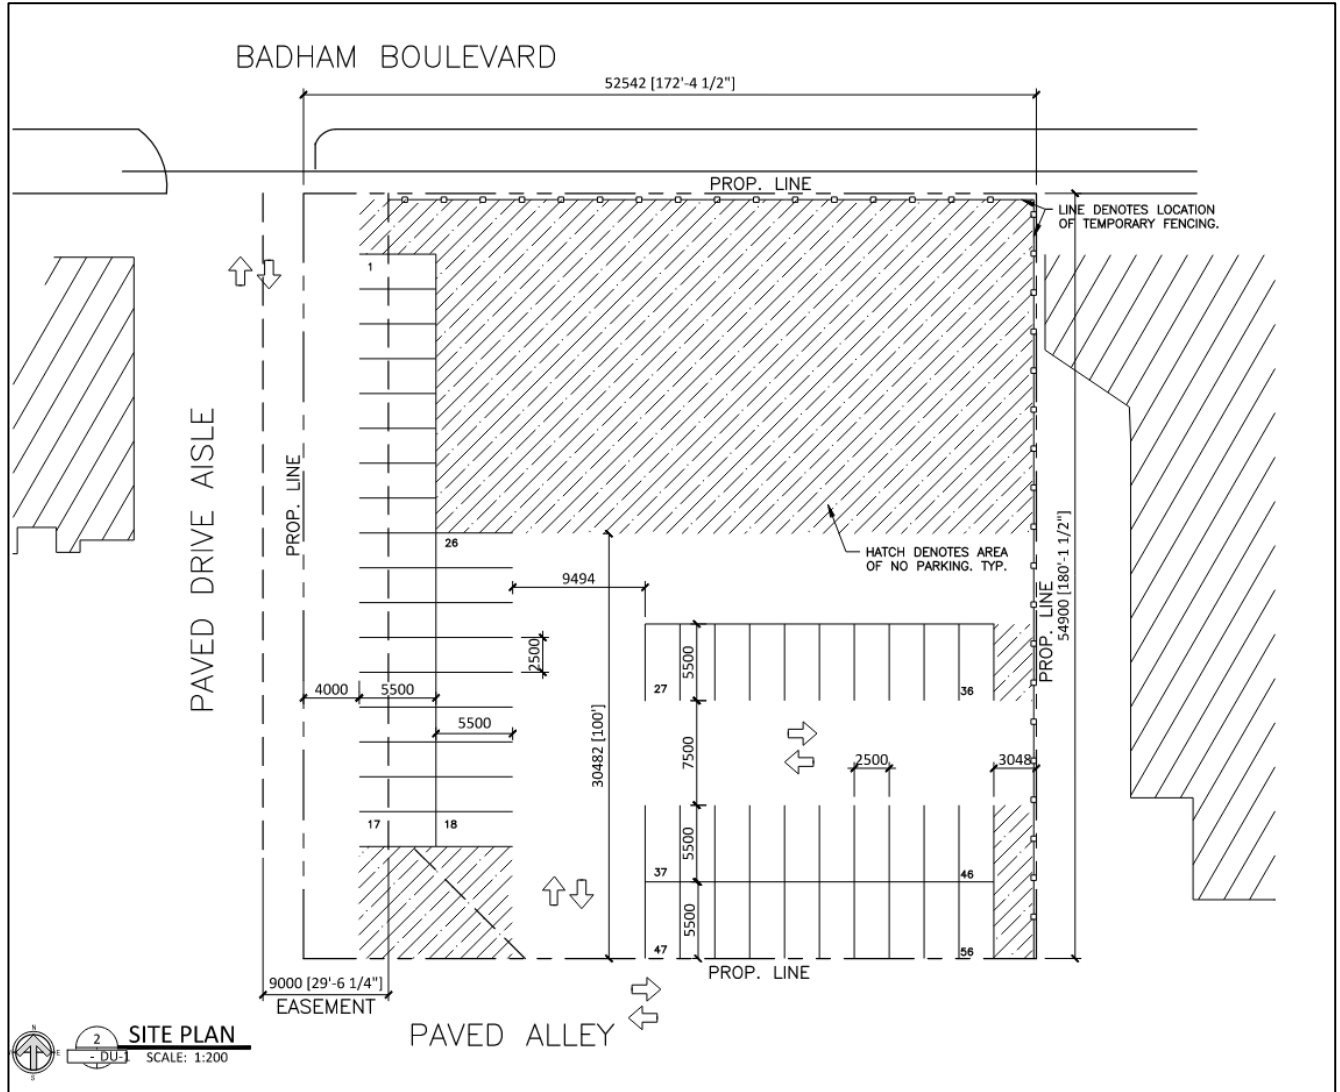 BADHAM BOULEVARD
52542 [172'-4 1/2"]
PROP. LINE
LINE DENOTES LOCATION
OF TEMPORARY FENCING.
1
PROP. LINE
PAVED DRIVE AISLE
26
HATCH DENOTES AREA
OF NO PARKING. TYP.
54900 [180'-1 1/2"]
PROP. LINE
9494
2500
5500
27
36
4000
5500
5500
30482 [100']
7500
2500
3048
17
18
5500
37
46
5500
47
56
PROP. LINE
9000 [29'-6 1/4"]
EASEMENT
PAVED ALLEY
N
E
S
2
- DU-1
SITE PLAN
SCALE: 1:200